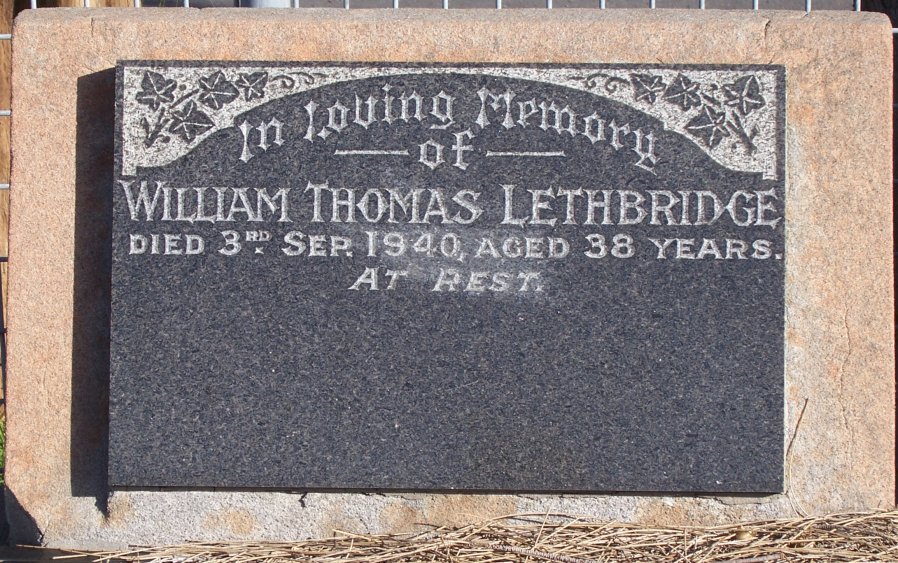 In Loving Memory
of
WILLIAM THOMAS LETHBRIDGE
DIED 3RD. SEP. 1940, AGED 38 YEARS.
AT REST.